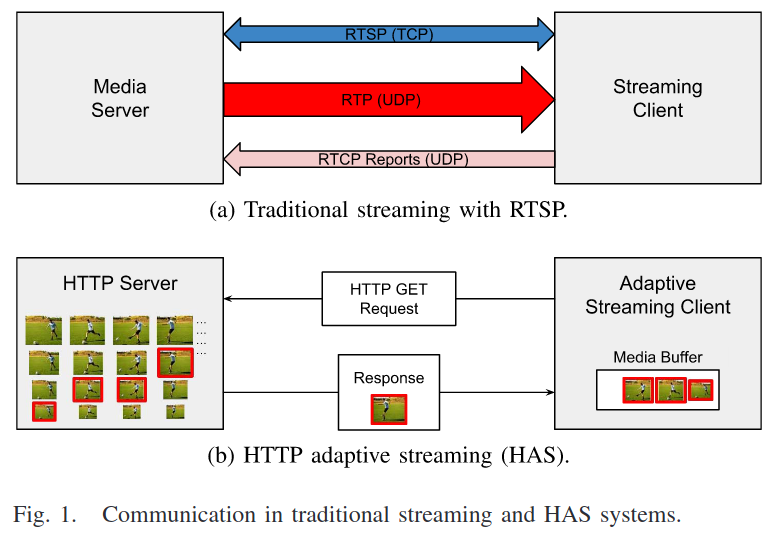 Media
Server
RTSP (TCP)
RTP (UDP)
RTCP Reports (UDP)
Streaming
Client
(a) Traditional streaming with RTSP.
HTTP Server
...
...
...
HTTP GET
Request
Response
Adaptive
Streaming Client
Media Buffer
(b) HTTP adaptive streaming (HAS).
Fig. 1. Communication in traditional streaming and HAS systems.